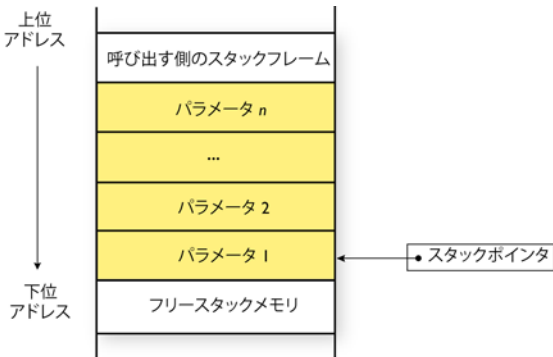 上位
アドレス
呼び出す側のスタックフレーム
パラメータ n
...
パラメータ 2
パラメータ 1
スタックポインタ
下位
アドレス
フリースタックメモリ